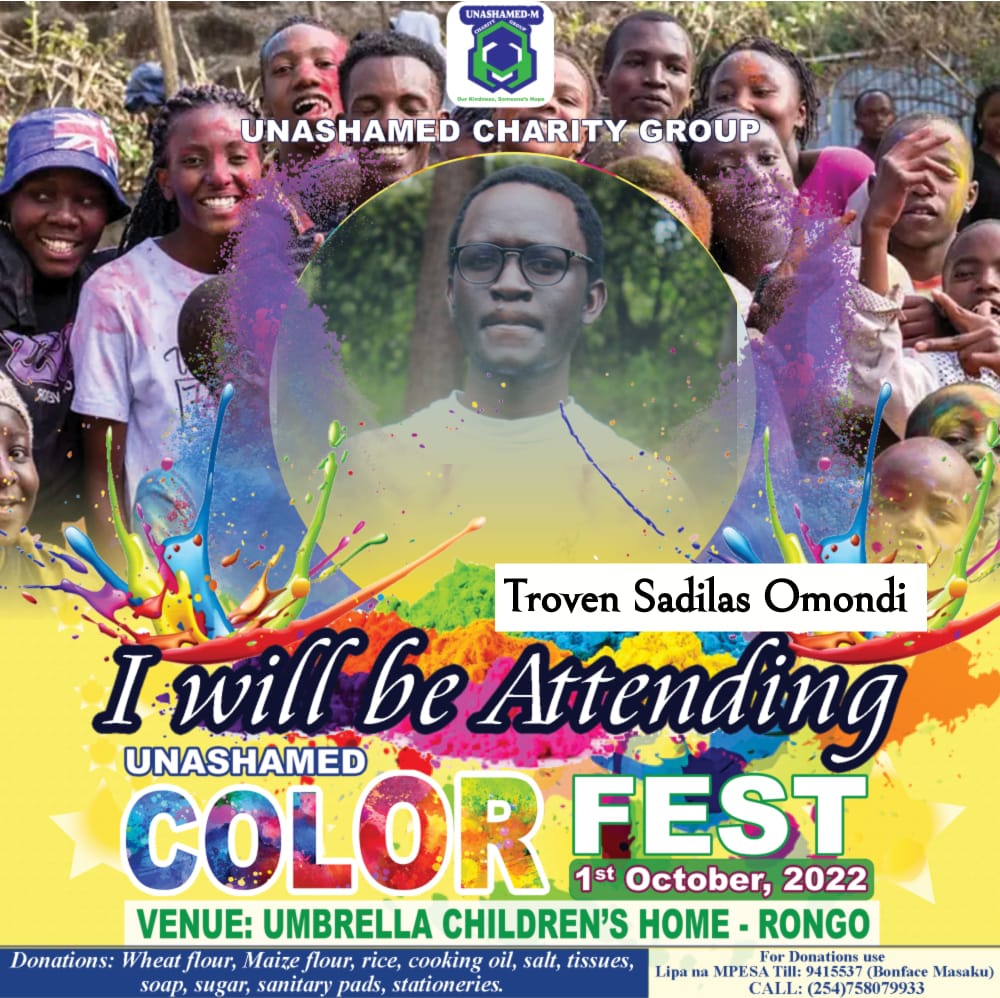 UNASHAMED-M
CHARITY GROUP
Our Kindness, Someone's Hope
UNASHAMED CHARITY GROUP
Troven Sadilas Omondi
I will be Attending
UNASHAMED
COLOR FEST
1st October, 2022
VENUE: UMBRELLA CHILDREN'S HOME - RONGO
Donations: Wheat flour, Maize flour, rice, cooking oil, salt, tissues,
soap, sugar, sanitary pads, stationeries.
For Donations use
Lipa na MPESA Till: 9415537 (Bonface Masaku)
CALL: (254)758079933